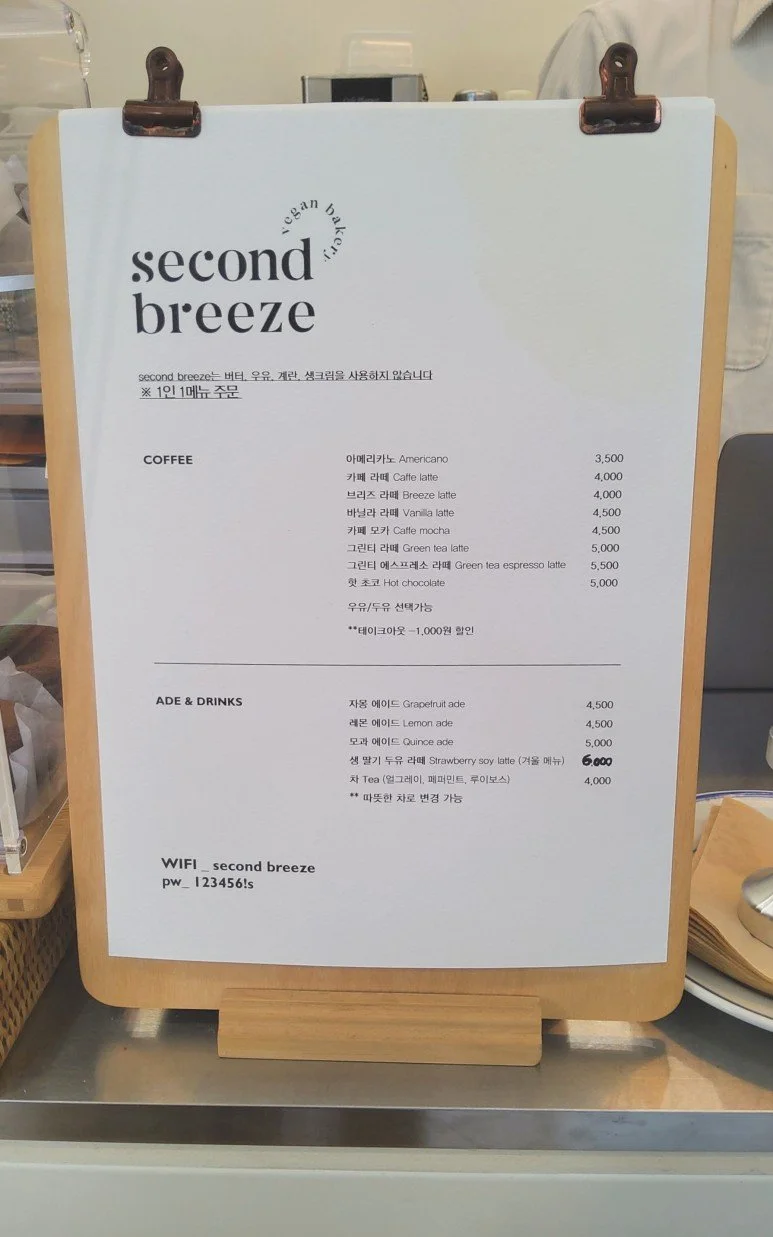 vegan bakery
second
breeze
second breeze는 버터, 우유, 계란, 생크림을 사용하지 않습니다
※ 1인 1메뉴 주문
COFFEE
아메리카노 Americano 3,500
카페 라떼 Caffe latte 4,000
브리즈 라떼 Breeze latte 4,000
바닐라 라떼 Vanilla latte 4,500
카페 모카 Caffe mocha 4,500
그린티 라떼 Green tea latte 5,000
그린티 에스프레소 라떼 Green tea espresso latte 5,500
핫 초코 Hot chocolate 5,000
우유/두유 선택가능
**테이크아웃 -1,000원 할인
ADE & DRINKS
자몽 에이드 Grapefruit ade 4,500
레몬 에이드 Lemon ade 4,500
모과 에이드 Quince ade 5,000
생 딸기 두유 라떼 Strawberry soy latte (겨울 메뉴) 6,000
차 Tea (얼그레이, 페퍼민트, 루이보스) 4,000
** 따뜻한 차로 변경 가능
WIFI _ second breeze
pw_ 123456!s